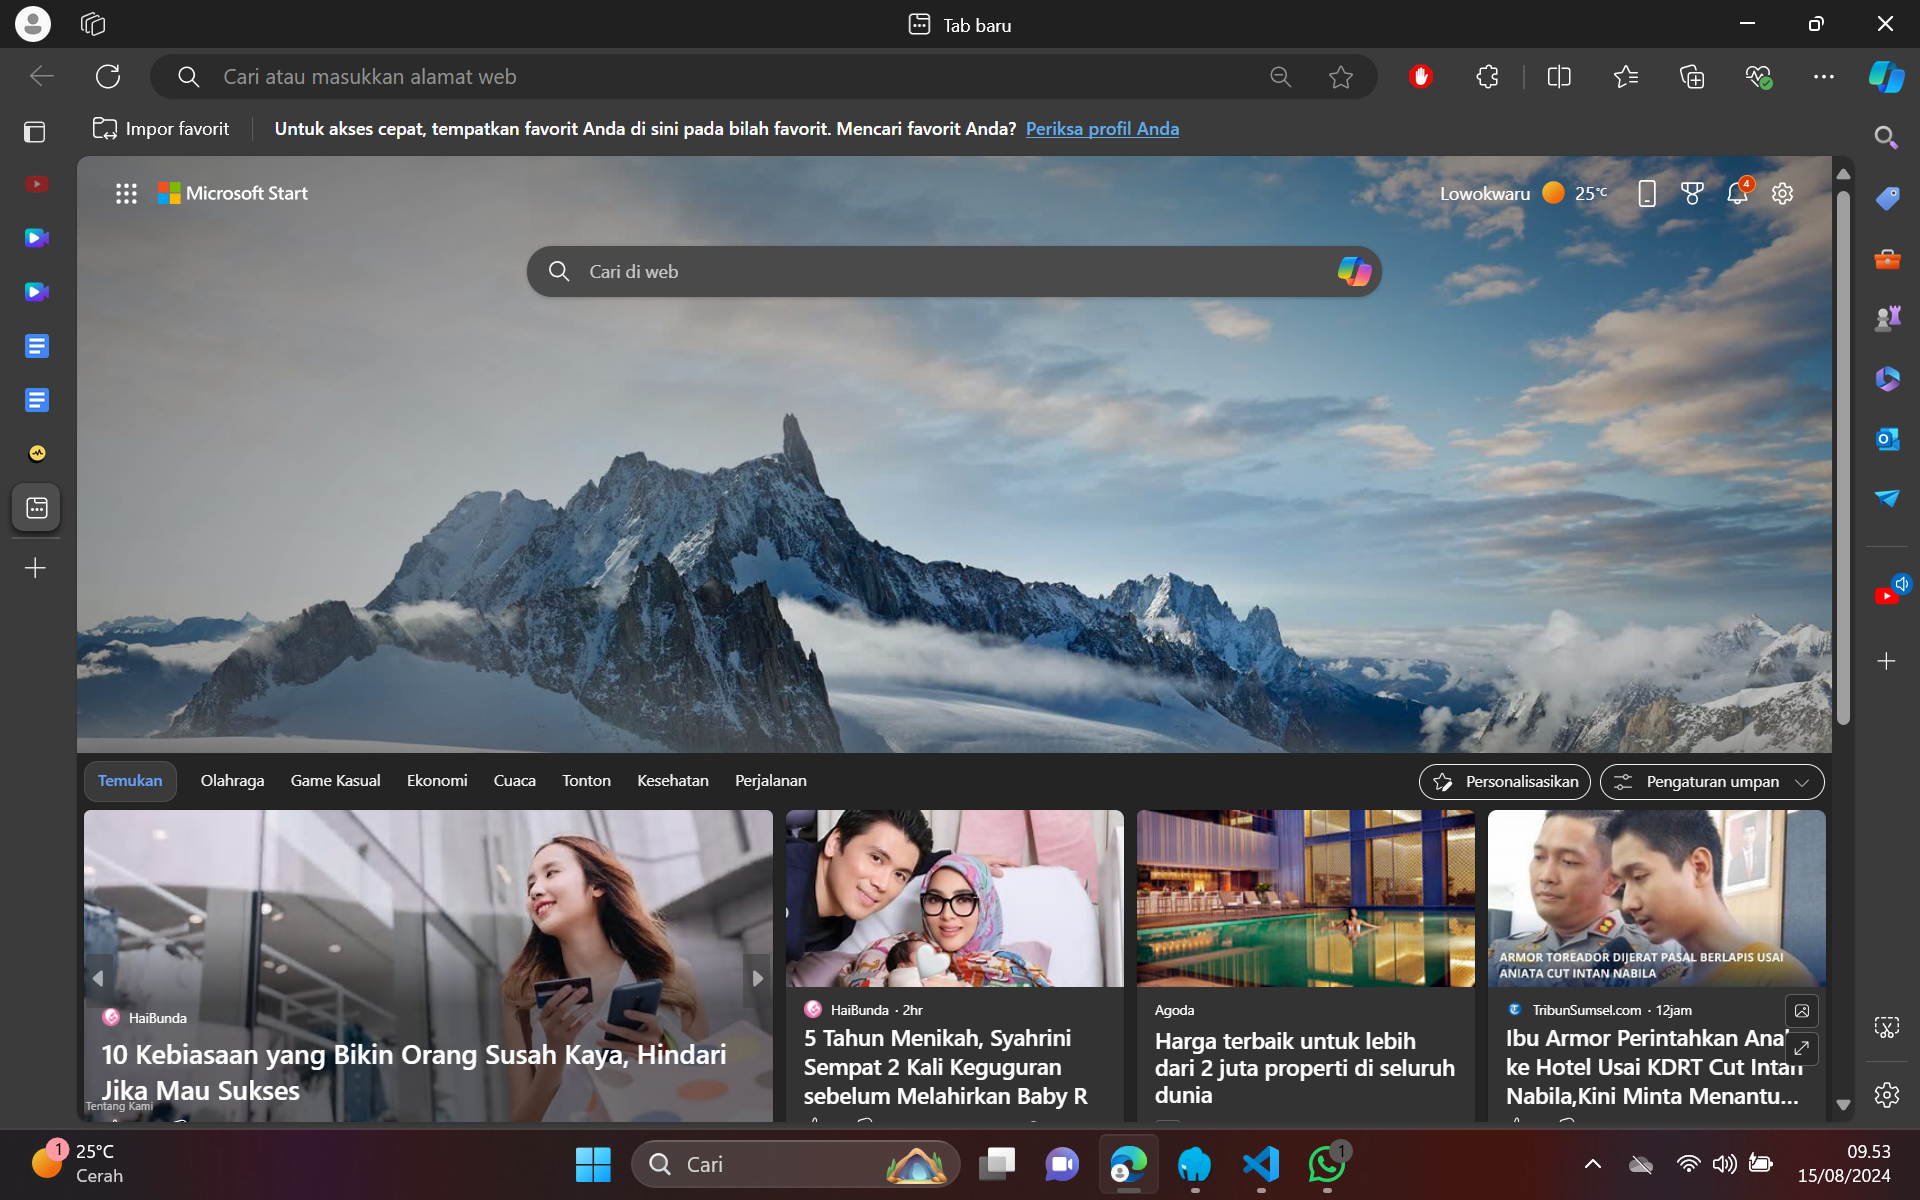 Tab baru
Cari atau masukkan alamat web
Impor favorit
Untuk akses cepat, tempatkan favorit Anda di sini pada bilah favorit. Mencari favorit Anda? Periksa profil Anda
Microsoft Start
Lowokwaru 25°C
4
Cari di web
Temukan Olahraga Game Kasual Ekonomi Cuaca Tonton Kesehatan Perjalanan
Personalisasikan
Pengaturan umpan
HaiBunda
10 Kebiasaan yang Bikin Orang Susah Kaya, Hindari
Jika Mau Sukses
Tentang Kami
HaiBunda · 2hr
5 Tahun Menikah, Syahrini
Sempat 2 Kali Keguguran
sebelum Melahirkan Baby R
Agoda
Harga terbaik untuk lebih
dari 2 juta properti di seluruh
dunia
ARMOR TOREADOR DIJERAT PASAL BERLAPIS USAI
ANIATA CUT INTAN NABILA
TribunSumsel.com · 12jam
Ibu Armor Perintahkan Ana
ke Hotel Usai KDRT Cut Intan
Nabila,Kini Minta Menantu...
1
25°C
Cerah
Cari
1
09.53
15/08/2024